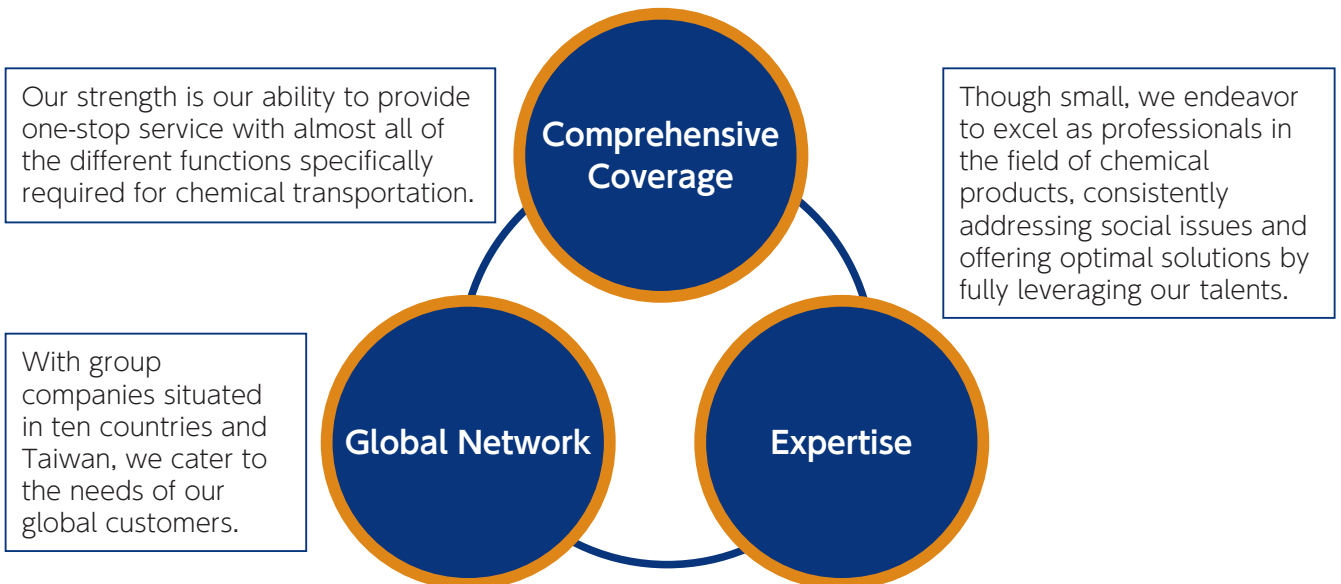 Comprehensive
Coverage
Our strength is our ability to provide
one-stop service with almost all of
the different functions specifically
required for chemical transportation.
Though small, we endeavor
to excel as professionals in
the field of chemical
products, consistently
addressing social issues and
offering optimal solutions by
fully leveraging our talents.
With group
companies situated
in ten countries and
Taiwan, we cater to
the needs of our
global customers.
Global Network
Expertise